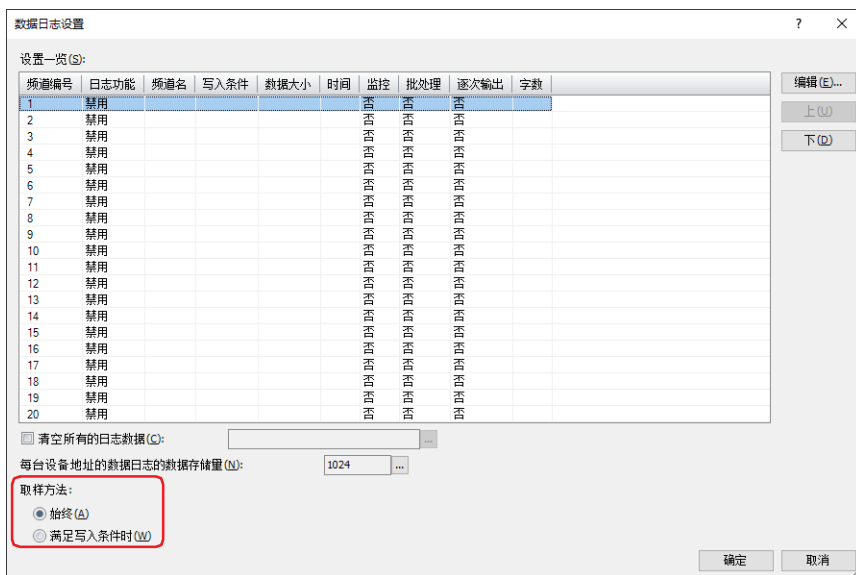 数据日志设置 ? ×
设置一览(S):
频道编号 日志功能 频道名 写入条件 数据大小 时间 监控 批处理 逐次输出 字数 编辑(E)...
1 禁用 否 否 否 上(U)
2 禁用 否 否 否
3 禁用 否 否 否 下(D)
4 禁用 否 否 否
5 禁用 否 否 否
6 禁用 否 否 否
7 禁用 否 否 否
8 禁用 否 否 否
9 禁用 否 否 否
10 禁用 否 否 否
11 禁用 否 否 否
12 禁用 否 否 否
13 禁用 否 否 否
14 禁用 否 否 否
15 禁用 否 否 否
16 禁用 否 否 否
17 禁用 否 否 否
18 禁用 否 否 否
19 禁用 否 否 否
20 禁用 否 否 否
清空所有的日志数据(C): ...
每台设备地址的数据日志的数据存储量(N): 1024 ...
取样方法:
始终(A)
满足写入条件时(W)
确定 取消